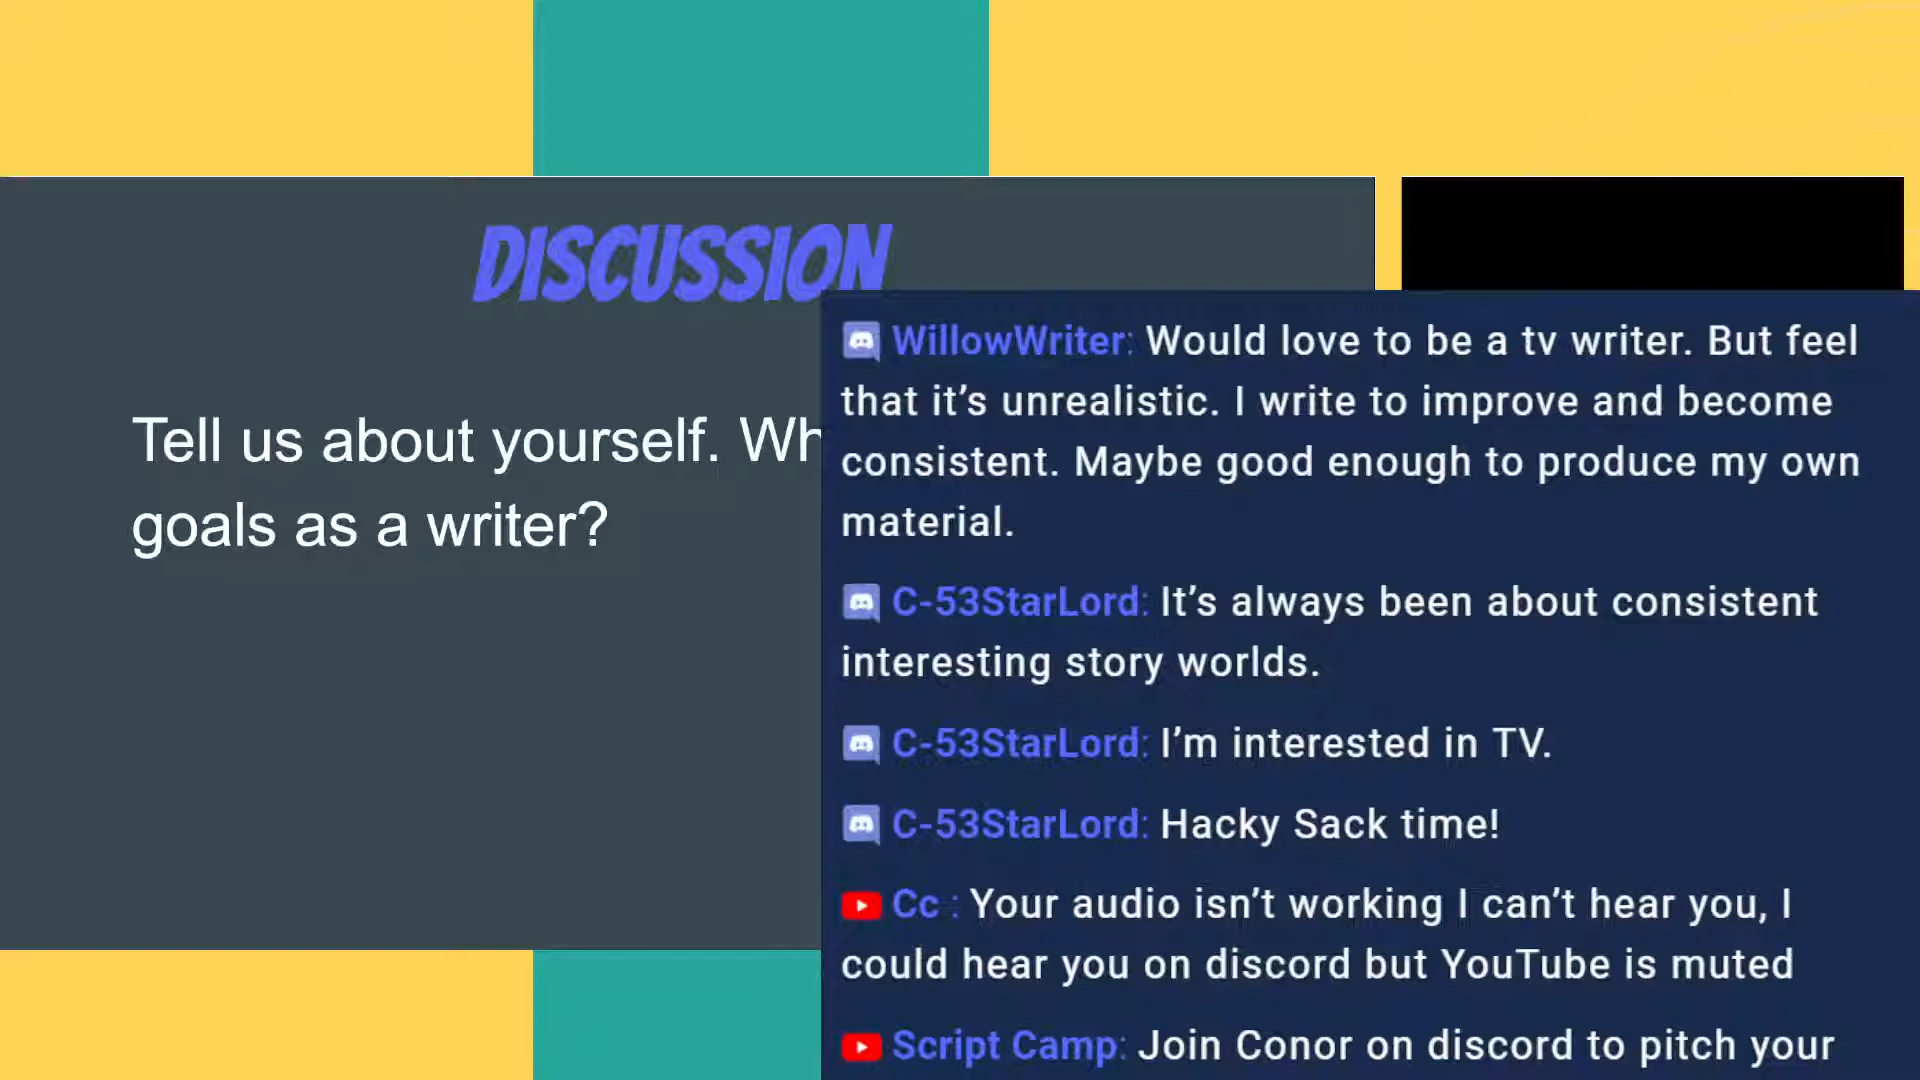 DISCUSSION
Tell us about yourself. Wh
goals as a writer?
WillowWriter: Would love to be a tv writer. But feel
that it’s unrealistic. I write to improve and become
consistent. Maybe good enough to produce my own
material.
C-53StarLord: It’s always been about consistent
interesting story worlds.
C-53StarLord: I’m interested in TV.
C-53StarLord: Hacky Sack time!
Cc : Your audio isn’t working I can’t hear you, I
could hear you on discord but YouTube is muted
Script Camp: Join Conor on discord to pitch your